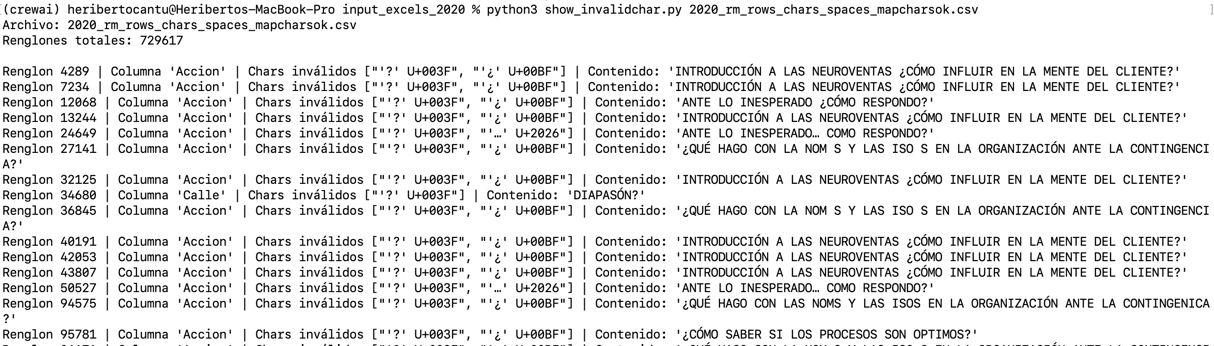 (crewai) heribertocantu@Heribertos-MacBook-Pro input_excels_2020 % python3 show_invalidchar.py 2020_rm_rows_chars_spaces_mapcharsok.csv
Archivo: 2020_rm_rows_chars_spaces_mapcharsok.csv
Renglones totales: 729617
Renglon 4289 | Columna 'Accion' | Chars inválidos ["'?' U+003F", "'¿' U+00BF"] | Contenido: 'INTRODUCCIÓN A LAS NEUROVENTAS ¿CÓMO INFLUIR EN LA MENTE DEL CLIENTE?'
Renglon 7234 | Columna 'Accion' | Chars inválidos ["'?' U+003F", "'¿' U+00BF"] | Contenido: 'INTRODUCCIÓN A LAS NEUROVENTAS ¿CÓMO INFLUIR EN LA MENTE DEL CLIENTE?'
Renglon 12068 | Columna 'Accion' | Chars inválidos ["'?' U+003F", "'¿' U+00BF"] | Contenido: 'ANTE LO INESPERADO ¿CÓMO RESPONDO?'
Renglon 13244 | Columna 'Accion' | Chars inválidos ["'?' U+003F", "'¿' U+00BF"] | Contenido: 'INTRODUCCIÓN A LAS NEUROVENTAS ¿CÓMO INFLUIR EN LA MENTE DEL CLIENTE?'
Renglon 24649 | Columna 'Accion' | Chars inválidos ["'?' U+003F", "'…' U+2026"] | Contenido: 'ANTE LO INESPERADO… COMO RESPONDO?'
Renglon 27141 | Columna 'Accion' | Chars inválidos ["'?' U+003F", "'¿' U+00BF"] | Contenido: '¿QUÉ HAGO CON LA NOM S Y LAS ISO S EN LA ORGANIZACIÓN ANTE LA CONTINGENCI
A?'
Renglon 32125 | Columna 'Accion' | Chars inválidos ["'?' U+003F", "'¿' U+00BF"] | Contenido: 'INTRODUCCIÓN A LAS NEUROVENTAS ¿CÓMO INFLUIR EN LA MENTE DEL CLIENTE?'
Renglon 34680 | Columna 'Calle' | Chars inválidos ["'?' U+003F"] | Contenido: 'DIAPASÓN?'
Renglon 36845 | Columna 'Accion' | Chars inválidos ["'?' U+003F", "'¿' U+00BF"] | Contenido: '¿QUÉ HAGO CON LA NOM S Y LAS ISO S EN LA ORGANIZACIÓN ANTE LA CONTINGENCI
A?'
Renglon 40191 | Columna 'Accion' | Chars inválidos ["'?' U+003F", "'¿' U+00BF"] | Contenido: 'INTRODUCCIÓN A LAS NEUROVENTAS ¿CÓMO INFLUIR EN LA MENTE DEL CLIENTE?'
Renglon 42053 | Columna 'Accion' | Chars inválidos ["'?' U+003F", "'¿' U+00BF"] | Contenido: 'INTRODUCCIÓN A LAS NEUROVENTAS ¿CÓMO INFLUIR EN LA MENTE DEL CLIENTE?'
Renglon 43807 | Columna 'Accion' | Chars inválidos ["'?' U+003F", "'¿' U+00BF"] | Contenido: 'INTRODUCCIÓN A LAS NEUROVENTAS ¿CÓMO INFLUIR EN LA MENTE DEL CLIENTE?'
Renglon 50527 | Columna 'Accion' | Chars inválidos ["'?' U+003F", "'…' U+2026"] | Contenido: 'ANTE LO INESPERADO… COMO RESPONDO?'
Renglon 94575 | Columna 'Accion' | Chars inválidos ["'?' U+003F", "'¿' U+00BF"] | Contenido: '¿QUÉ HAGO CON LAS NOMS Y LAS ISOS EN LA ORGANIZACIÓN ANTE LA CONTINGENICA
?'
Renglon 95781 | Columna 'Accion' | Chars inválidos ["'?' U+003F", "'¿' U+00BF"] | Contenido: '¿CÓMO SABER SI LOS PROCESOS SON OPTIMOS?'